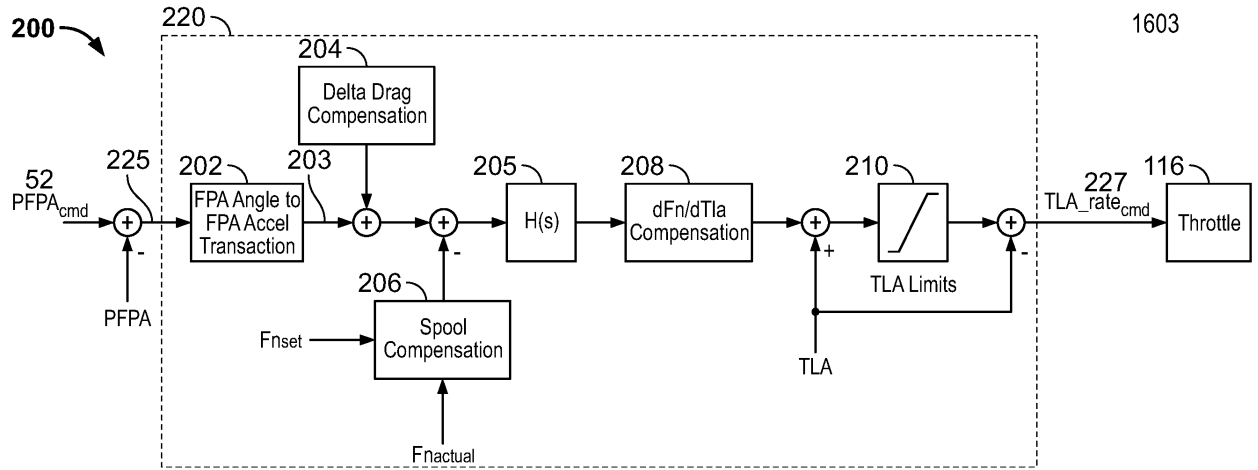 200
220
1603
204
Delta Drag
Compensation
52
PFPAcmd
225
202
203
205
208
210
227
116
FPA Angle to
FPA Accel
Transaction
H(s)
dFn/dTla
Compensation
TLA_ratecmd
Throttle
+
+
+
+
+
-
-
+
-
PFPA
206
TLA Limits
Fnset
Spool
Compensation
TLA
Fnactual